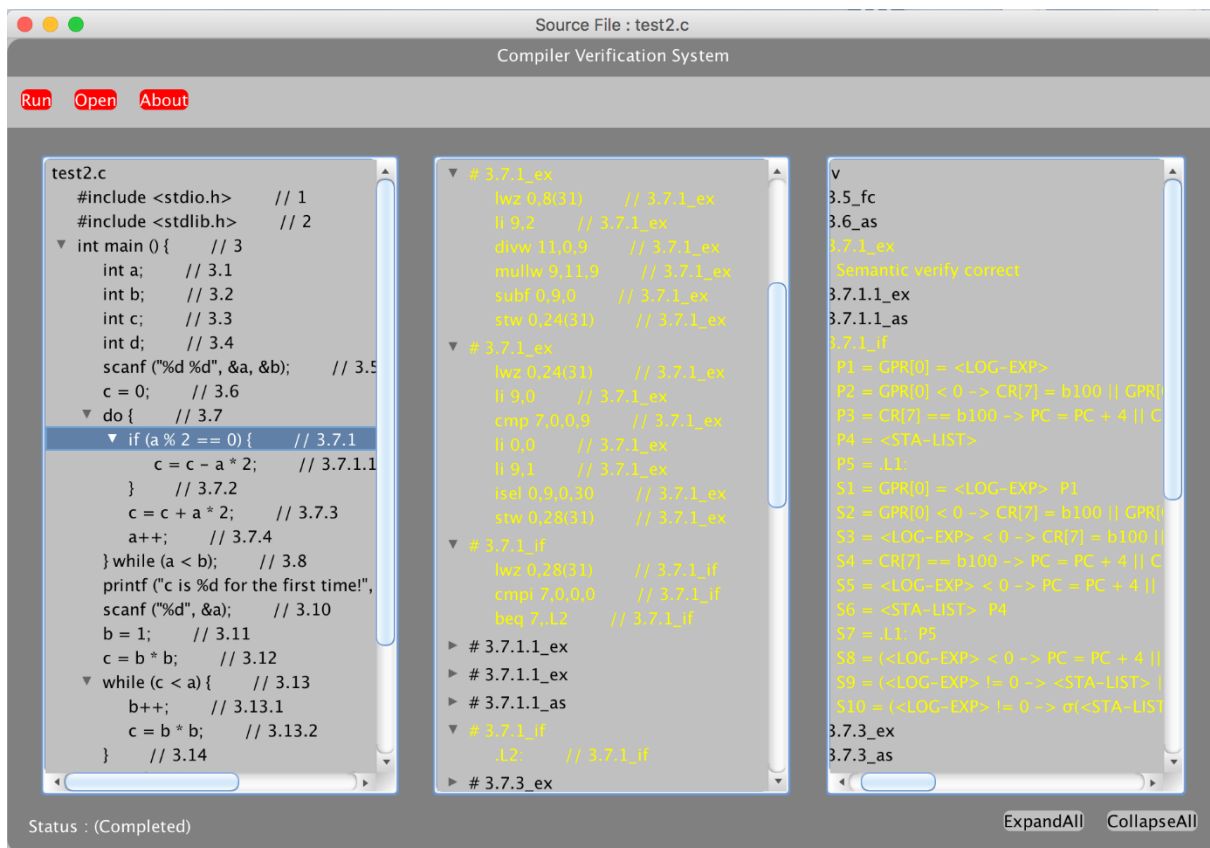 Source File : test2.c
Compiler Verification System
Run Open About
test2.c
#include <stdio.h> // 1
#include <stdlib.h> // 2
int main () { // 3
int a; // 3.1
int b; // 3.2
int c; // 3.3
int d; // 3.4
scanf ("%d %d", &a, &b); // 3.5
c = 0; // 3.6
do { // 3.7
if (a % 2 == 0) { // 3.7.1
c = c - a * 2; // 3.7.1.1
} // 3.7.2
c = c + a * 2; // 3.7.3
a++; // 3.7.4
} while (a < b); // 3.8
printf ("c is %d for the first time!",
scanf ("%d", &a); // 3.10
b = 1; // 3.11
c = b * b; // 3.12
while (c < a) { // 3.13
b++; // 3.13.1
c = b * b; // 3.13.2
} // 3.14
# 3.7.1_ex
lwz 0,8(31) // 3.7.1_ex
li 9,2 // 3.7.1_ex
divw 11,0,9 // 3.7.1_ex
mullw 9,11,9 // 3.7.1_ex
subf 0,9,0 // 3.7.1_ex
stw 0,24(31) // 3.7.1_ex
# 3.7.1_ex
lwz 0,24(31) // 3.7.1_ex
li 9,0 // 3.7.1_ex
cmp 7,0,0,9 // 3.7.1_ex
li 0,0 // 3.7.1_ex
li 9,1 // 3.7.1_ex
isel 0,9,0,30 // 3.7.1_ex
stw 0,28(31) // 3.7.1_ex
# 3.7.1_if
lwz 0,28(31) // 3.7.1_if
cmpi 7,0,0,0 // 3.7.1_if
beq 7,.L2 // 3.7.1_if
# 3.7.1.1_ex
# 3.7.1.1_ex
# 3.7.1.1_as
# 3.7.1_if
.L2: // 3.7.1_if
# 3.7.3_ex
v
3.5_fc
3.6_as
3.7.1_ex
Semantic verify correct
3.7.1.1_ex
3.7.1.1_as
3.7.1_if
P1 = GPR[0] = <LOG-EXP>
P2 = GPR[0] < 0 -> CR[7] = b100 || GPR[
P3 = CR[7] == b100 -> PC = PC + 4 || C
P4 = <STA-LIST>
P5 = .L1:
S1 = GPR[0] = <LOG-EXP> P1
S2 = GPR[0] < 0 -> CR[7] = b100 || GPR[
S3 = <LOG-EXP> < 0 -> CR[7] = b100 ||
S4 = CR[7] == b100 -> PC = PC + 4 || C
S5 = <LOG-EXP> < 0 -> PC = PC + 4 ||
S6 = <STA-LIST> P4
S7 = .L1: P5
S8 = (<LOG-EXP> < 0 -> PC = PC + 4 ||
S9 = (<LOG-EXP> != 0 -> <STA-LIST> |
S10 = (<LOG-EXP> != 0 -> σ(<STA-LIST
3.7.3_ex
3.7.3_as
Status : (Completed)
ExpandAll CollapseAll